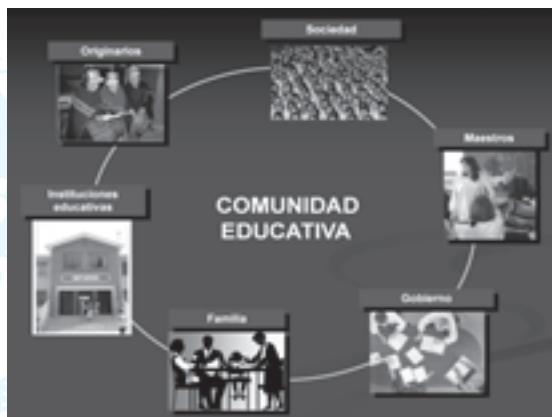 Sociedad
Originarios
Maestros
Instituciones
educativas
COMUNIDAD
EDUCATIVA
Gobierno
Familia